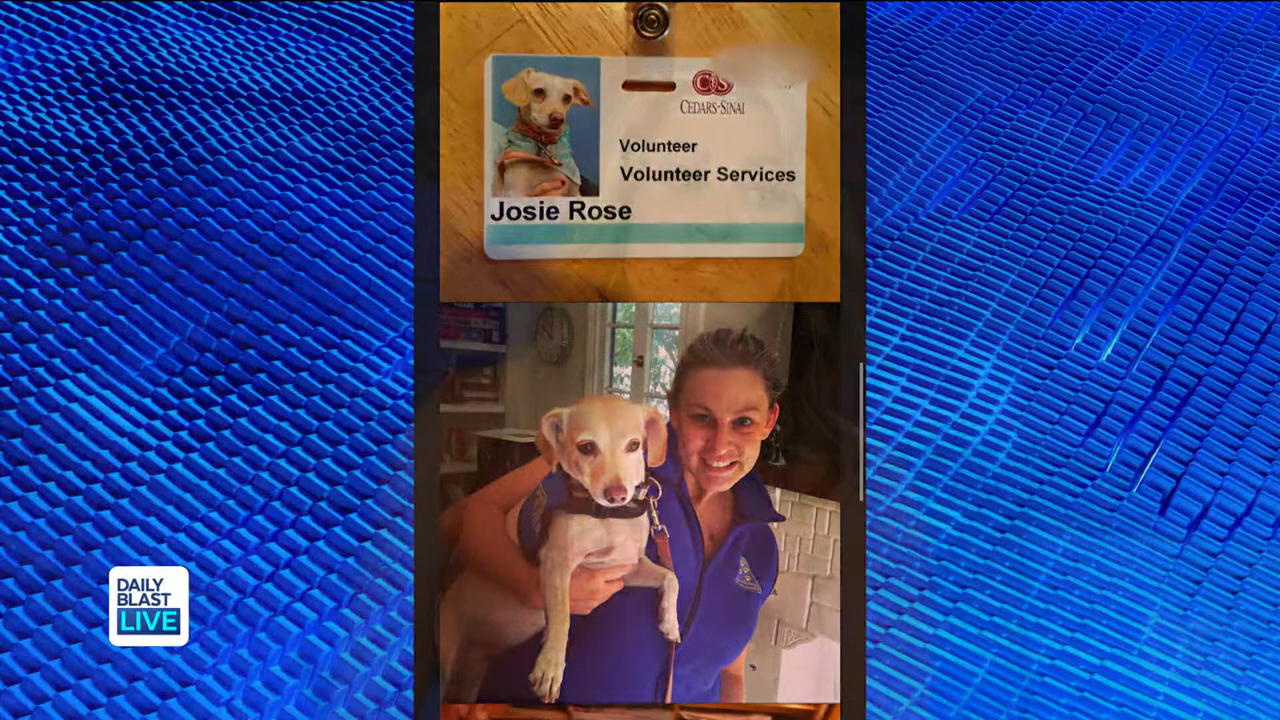 CEDARS-SINAI
Volunteer
Volunteer Services
Josie Rose
DAILY
BLAST
LIVE